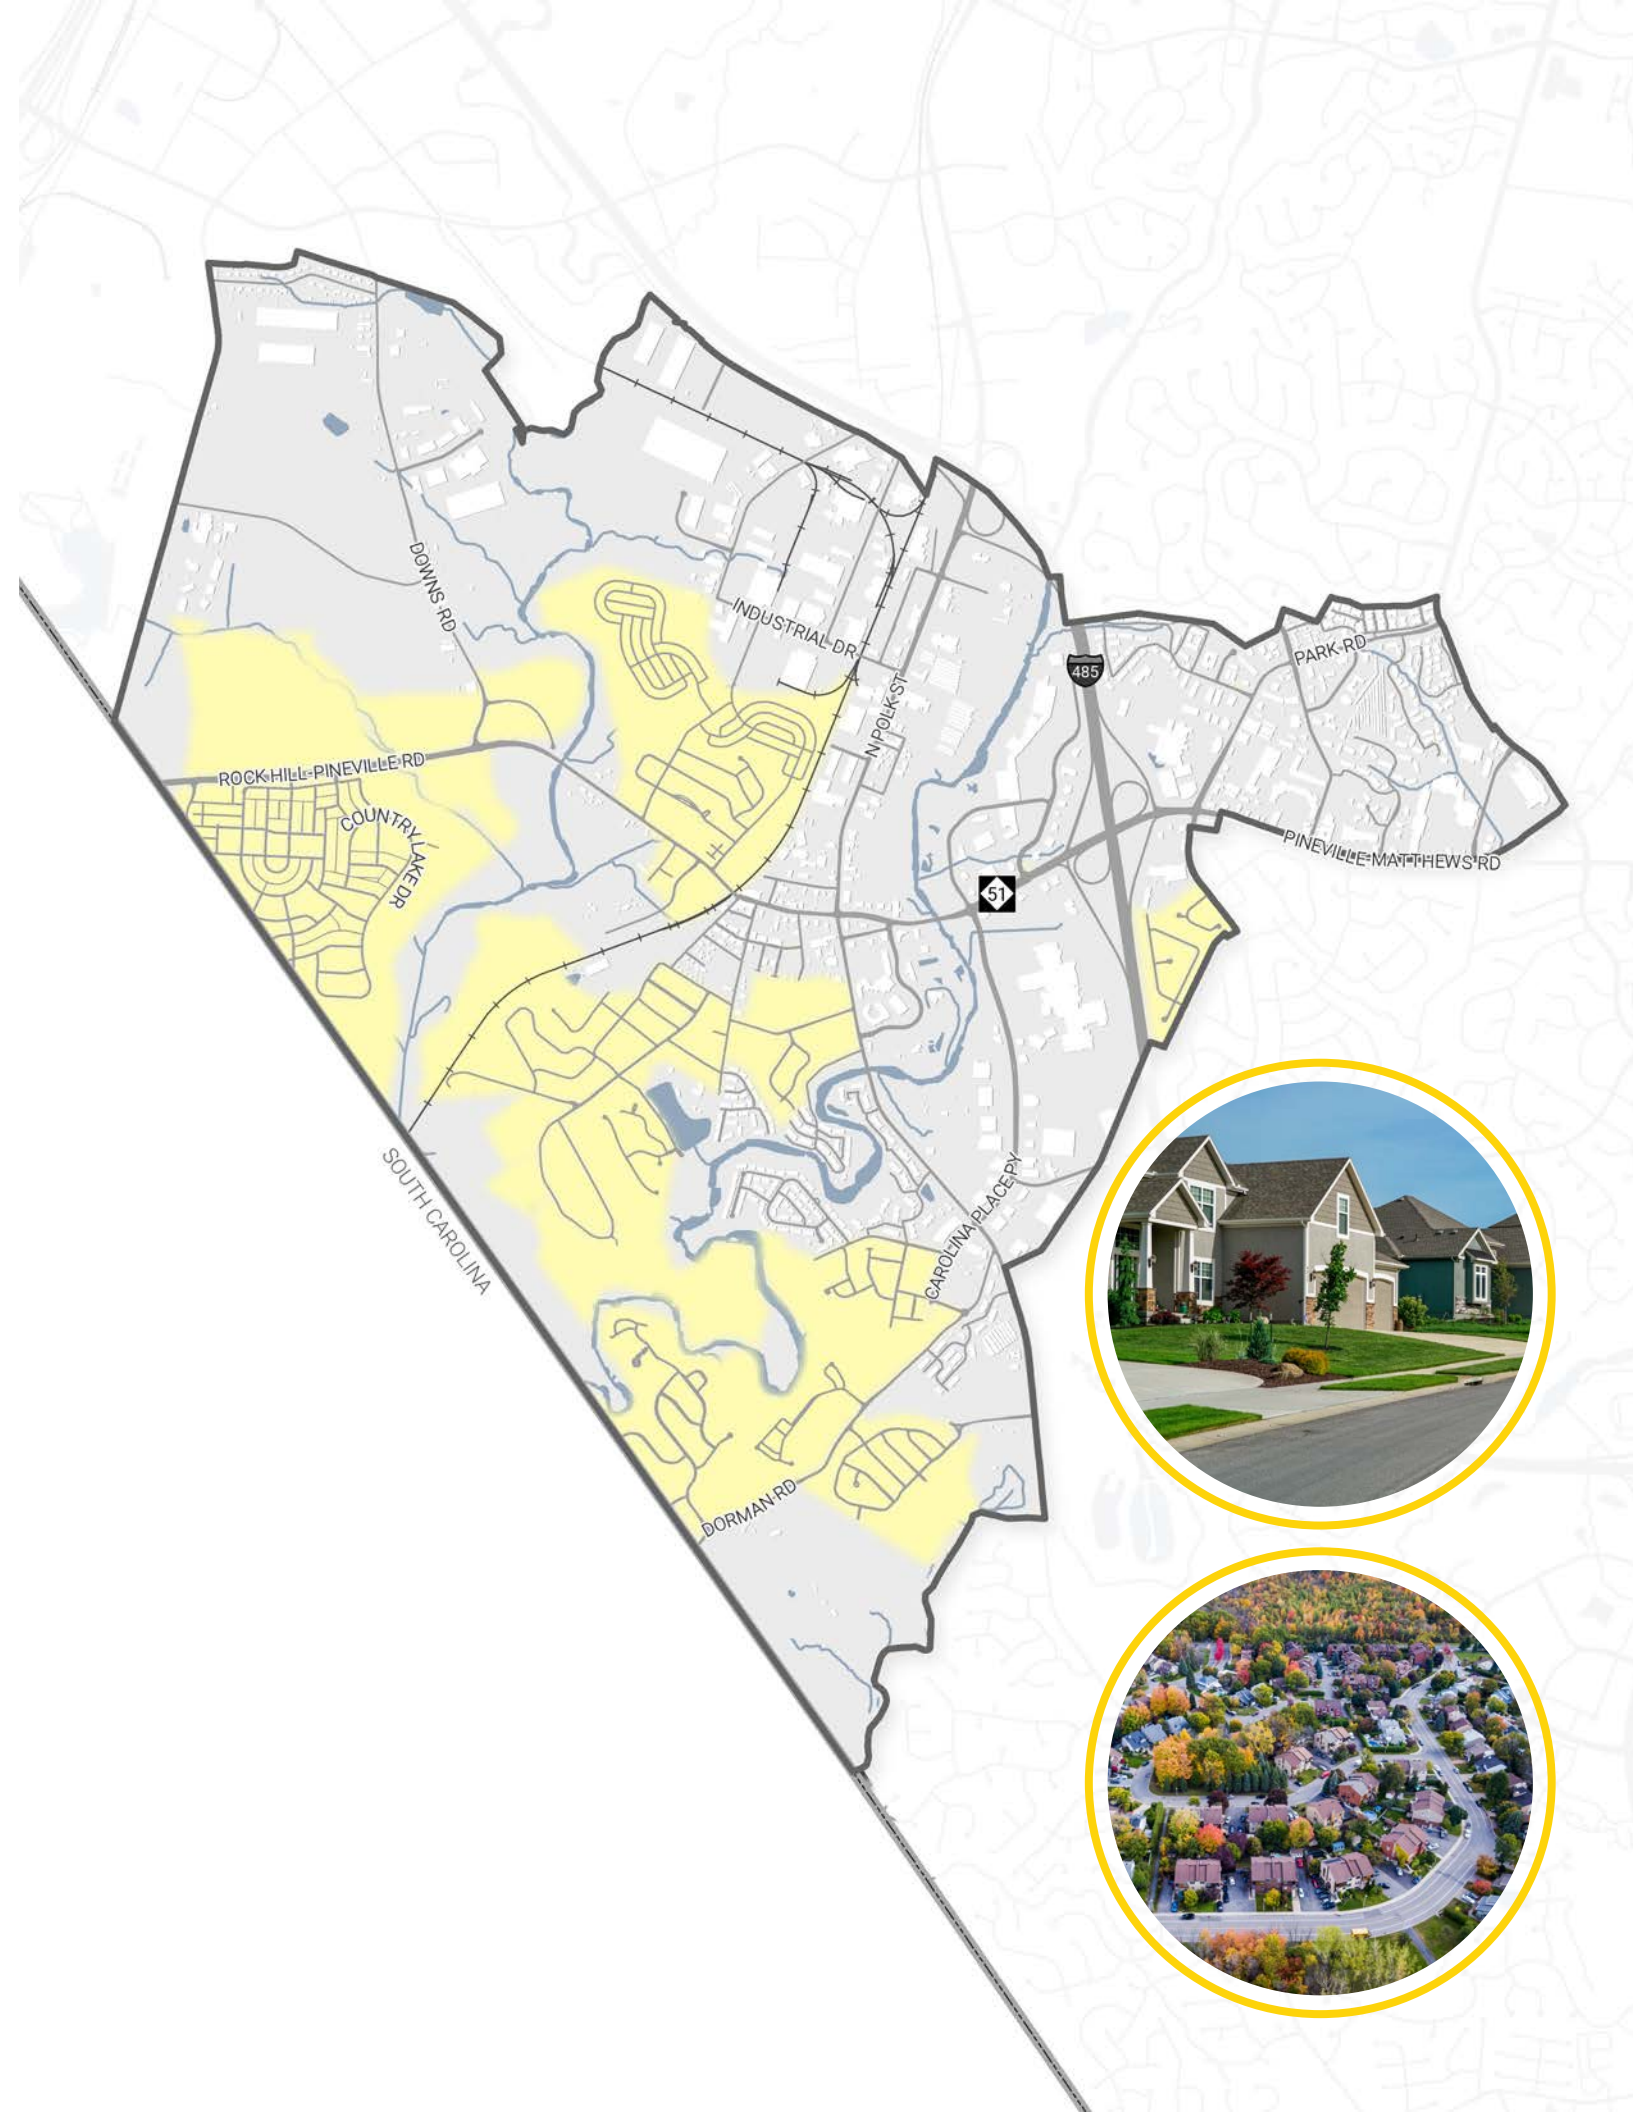 DOWNS RD
INDUSTRIAL DR
485
PARK RD
N POLK ST
ROCK HILL-PINEVILLE RD
COUNTRY LAKE DR
PINEVILLE-MATTHEWS RD
51
SOUTH CAROLINA
CAROLINA PLACE PY
DORMAN RD